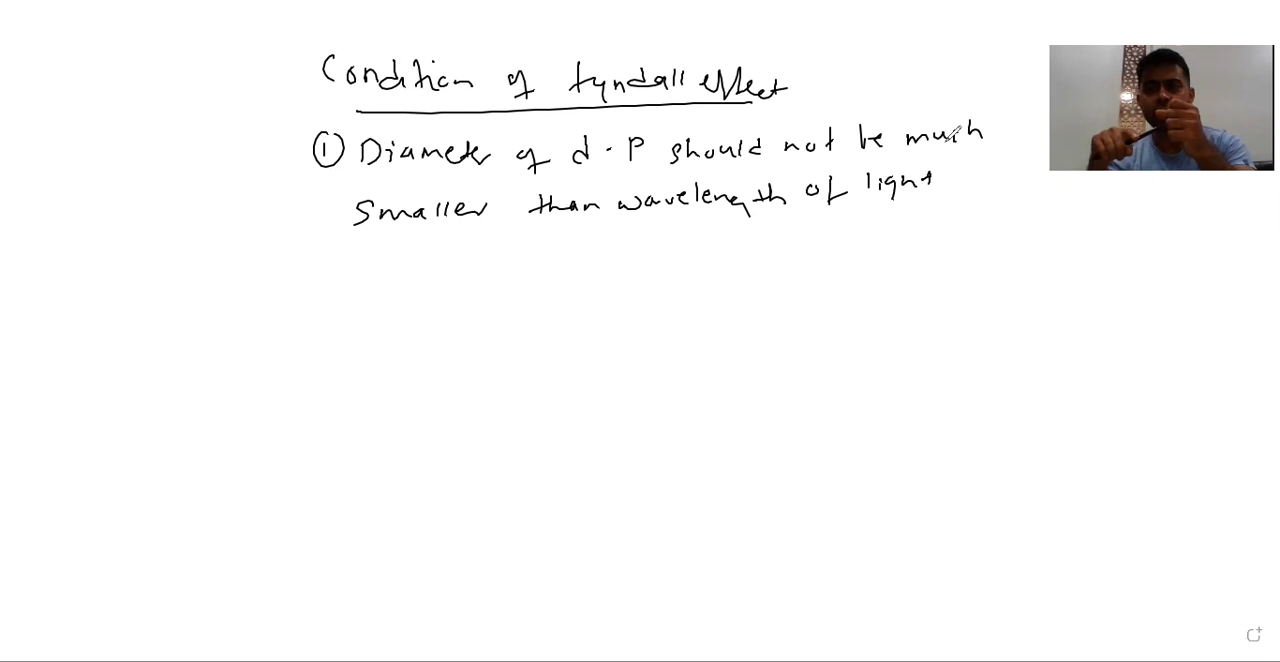 Condition of tyndall effect
① Diameter of d.P should not be much
smaller than wavelength of light